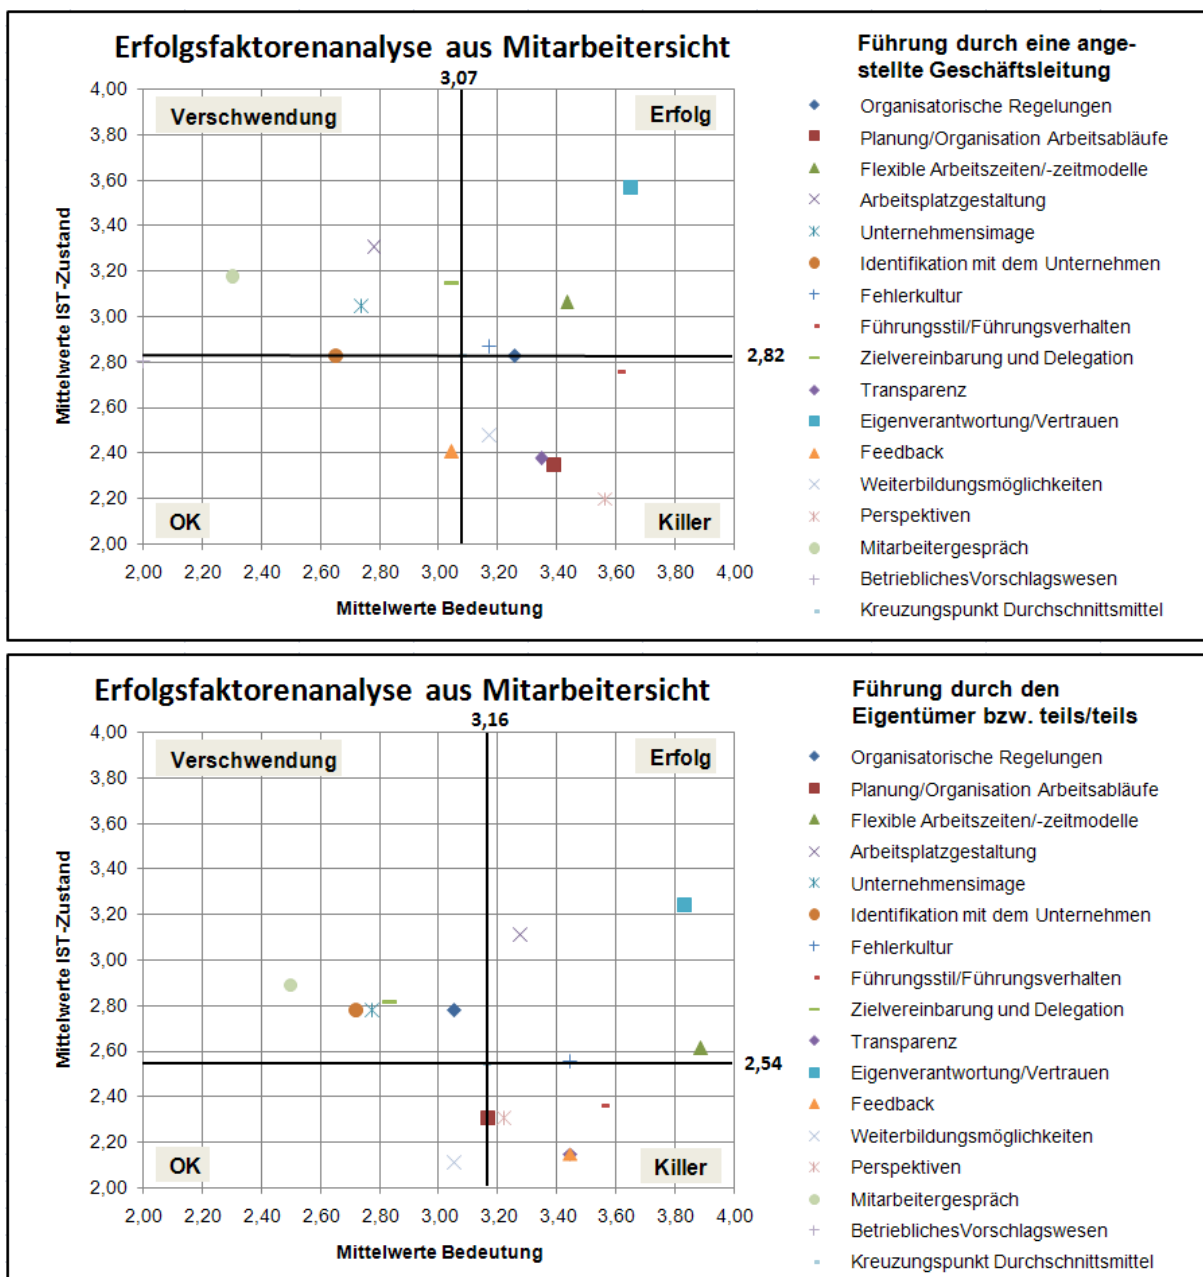 Erfolgsfaktorenanalyse aus Mitarbeitersicht
3,07
4,00
3,80
3,60
3,40
3,20
3,00
2,80
2,60
2,40
2,20
2,00
Mittelwerte IST-Zustand
Verschwendung
Erfolg
2,82
OK
Killer
2,00 2,20 2,40 2,60 2,80 3,00 3,20 3,40 3,60 3,80 4,00
Mittelwerte Bedeutung
Führung durch eine ange-
stellte Geschäftsleitung
Organisatorische Regelungen
Planung/Organisation Arbeitsabläufe
Flexible Arbeitszeiten/-zeitmodelle
Arbeitsplatzgestaltung
Unternehmensimage
Identifikation mit dem Unternehmen
Fehlerkultur
Führungsstil/Führungsverhalten
Zielvereinbarung und Delegation
Transparenz
Eigenverantwortung/Vertrauen
Feedback
Weiterbildungsmöglichkeiten
Perspektiven
Mitarbeitergespräch
BetrieblichesVorschlagswesen
Kreuzungspunkt Durchschnittsmittel
Erfolgsfaktorenanalyse aus Mitarbeitersicht
3,16
4,00
3,80
3,60
3,40
3,20
3,00
2,80
2,60
2,40
2,20
2,00
Mittelwerte IST-Zustand
Verschwendung
Erfolg
2,54
OK
Killer
2,00 2,20 2,40 2,60 2,80 3,00 3,20 3,40 3,60 3,80 4,00
Mittelwerte Bedeutung
Führung durch den
Eigentümer bzw. teils/teils
Organisatorische Regelungen
Planung/Organisation Arbeitsabläufe
Flexible Arbeitszeiten/-zeitmodelle
Arbeitsplatzgestaltung
Unternehmensimage
Identifikation mit dem Unternehmen
Fehlerkultur
Führungsstil/Führungsverhalten
Zielvereinbarung und Delegation
Transparenz
Eigenverantwortung/Vertrauen
Feedback
Weiterbildungsmöglichkeiten
Perspektiven
Mitarbeitergespräch
BetrieblichesVorschlagswesen
Kreuzungspunkt Durchschnittsmittel